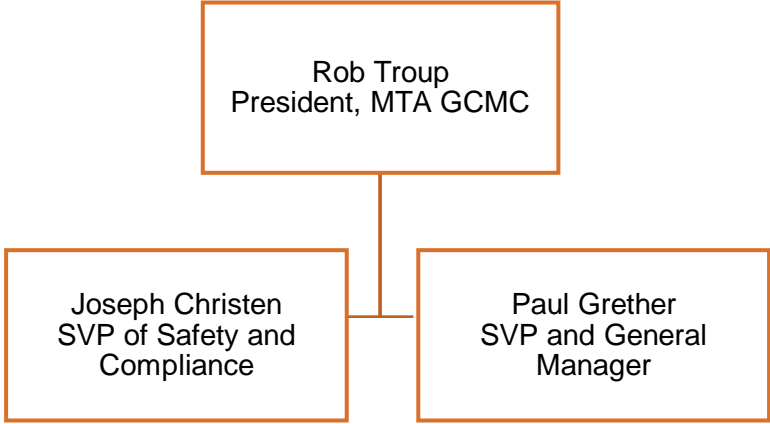 Rob Troup
President, MTA GCMC
Joseph Christen
SVP of Safety and
Compliance
Paul Grether
SVP and General
Manager